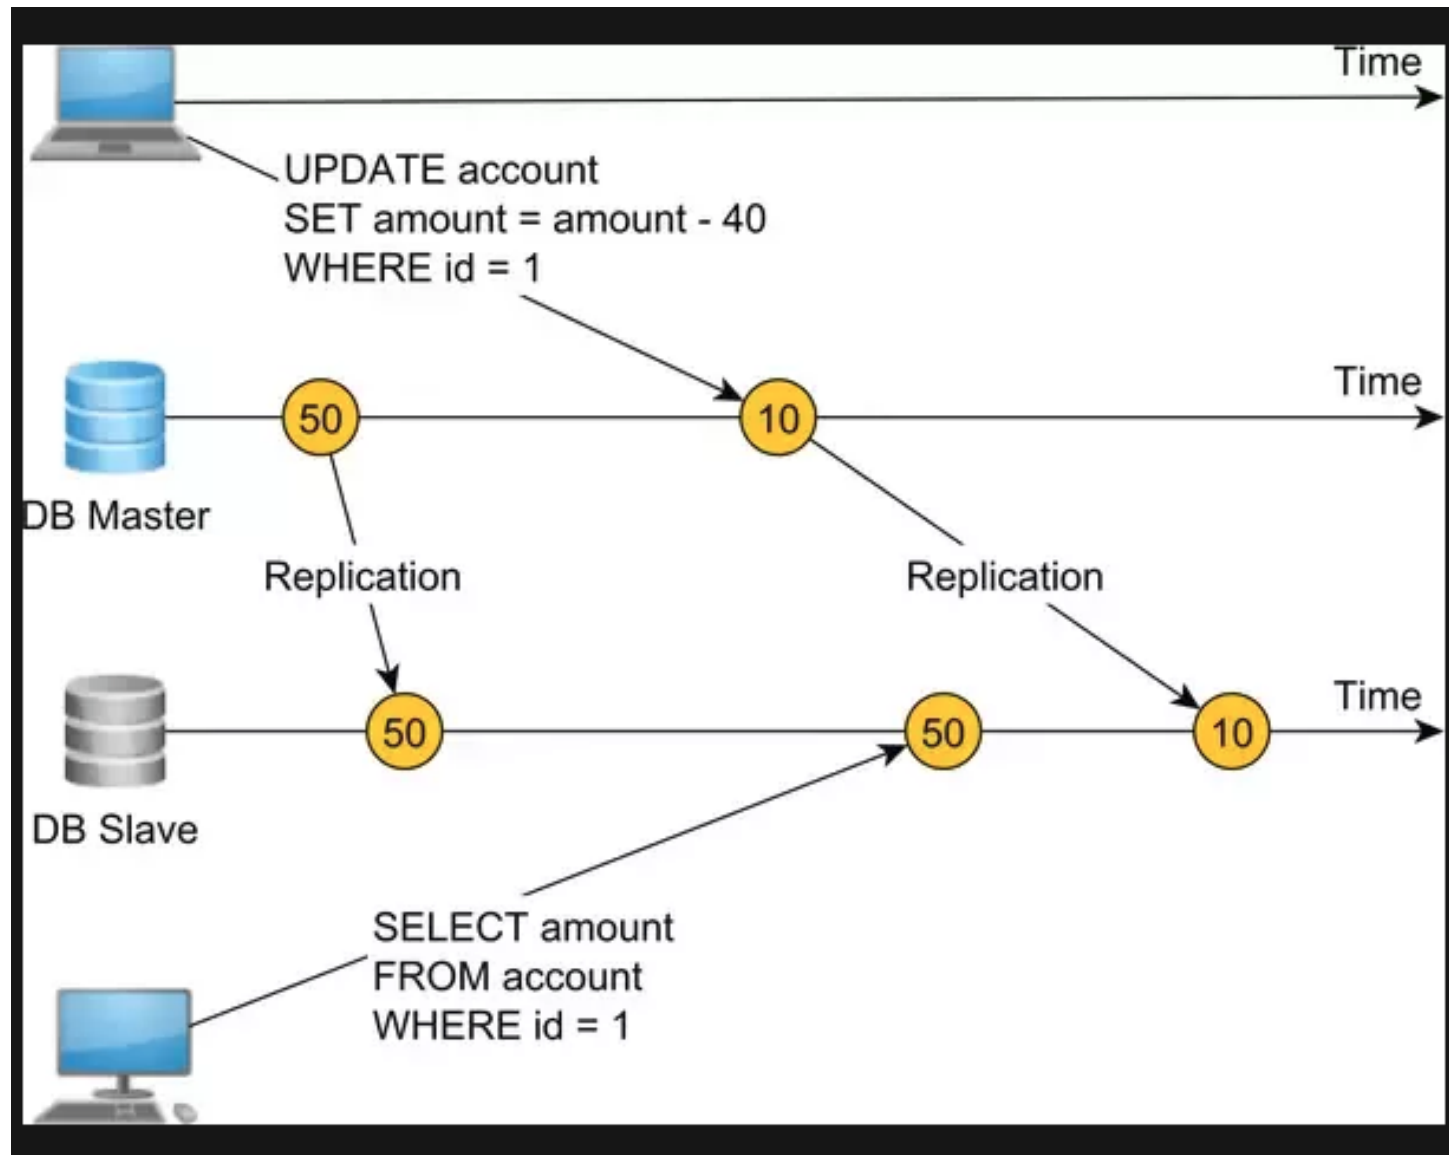 Time
UPDATE account
SET amount = amount - 40
WHERE id = 1
Time
50
10
DB Master
Replication
Replication
Time
50
50
10
DB Slave
SELECT amount
FROM account
WHERE id = 1